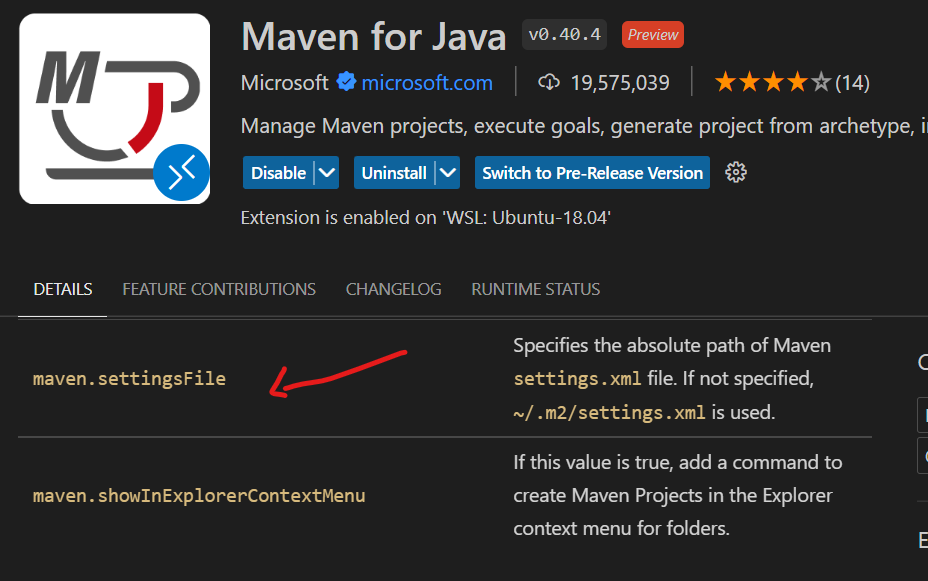 Maven for Java v0.40.4 Preview
Microsoft microsoft.com 19,575,039 (14)
Manage Maven projects, execute goals, generate project from archetype,
Disable Uninstall Switch to Pre-Release Version
Extension is enabled on 'WSL: Ubuntu-18.04'
DETAILS FEATURE CONTRIBUTIONS CHANGELOG RUNTIME STATUS
Specifies the absolute path of Maven
maven.settingsFile settings.xml file. If not specified,
~/.m2/settings.xml is used.
If this value is true, add a command to
maven.showInExplorerContextMenu create Maven Projects in the Explorer
context menu for folders.